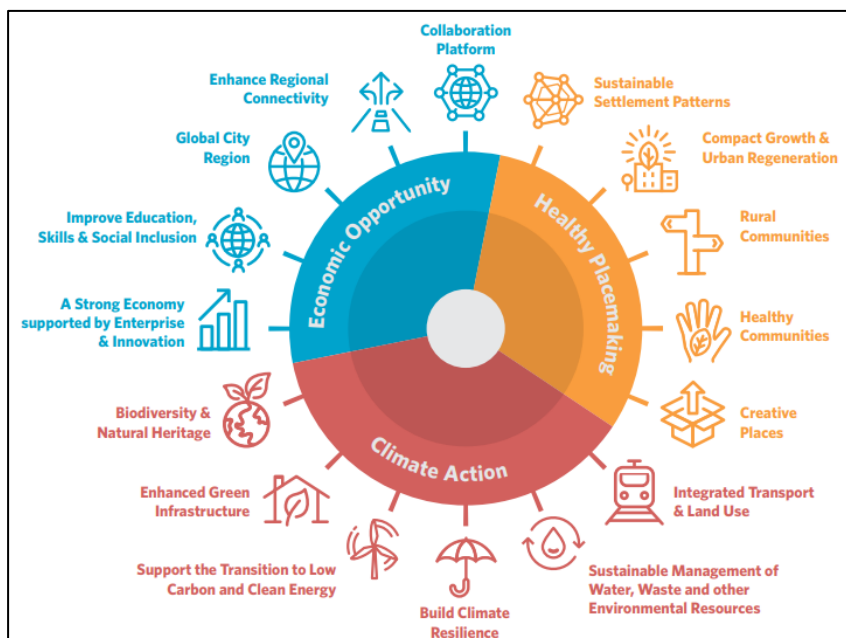 Collaboration
Platform
Enhance Regional
Connectivity
Global City
Region
Improve Education,
Skills & Social Inclusion
A Strong Economy
supported by Enterprise
& Innovation
Economic Opportunity
Sustainable
Settlement Patterns
Compact Growth &
Urban Regeneration
Rural
Communities
Healthy
Communities
Creative
Places
Healthy Placemaking
Integrated Transport
& Land Use
Sustainable Management of
Water, Waste and other
Environmental Resources
Build Climate
Resilience
Support the Transition to Low
Carbon and Clean Energy
Enhanced Green
Infrastructure
Biodiversity &
Natural Heritage
Climate Action